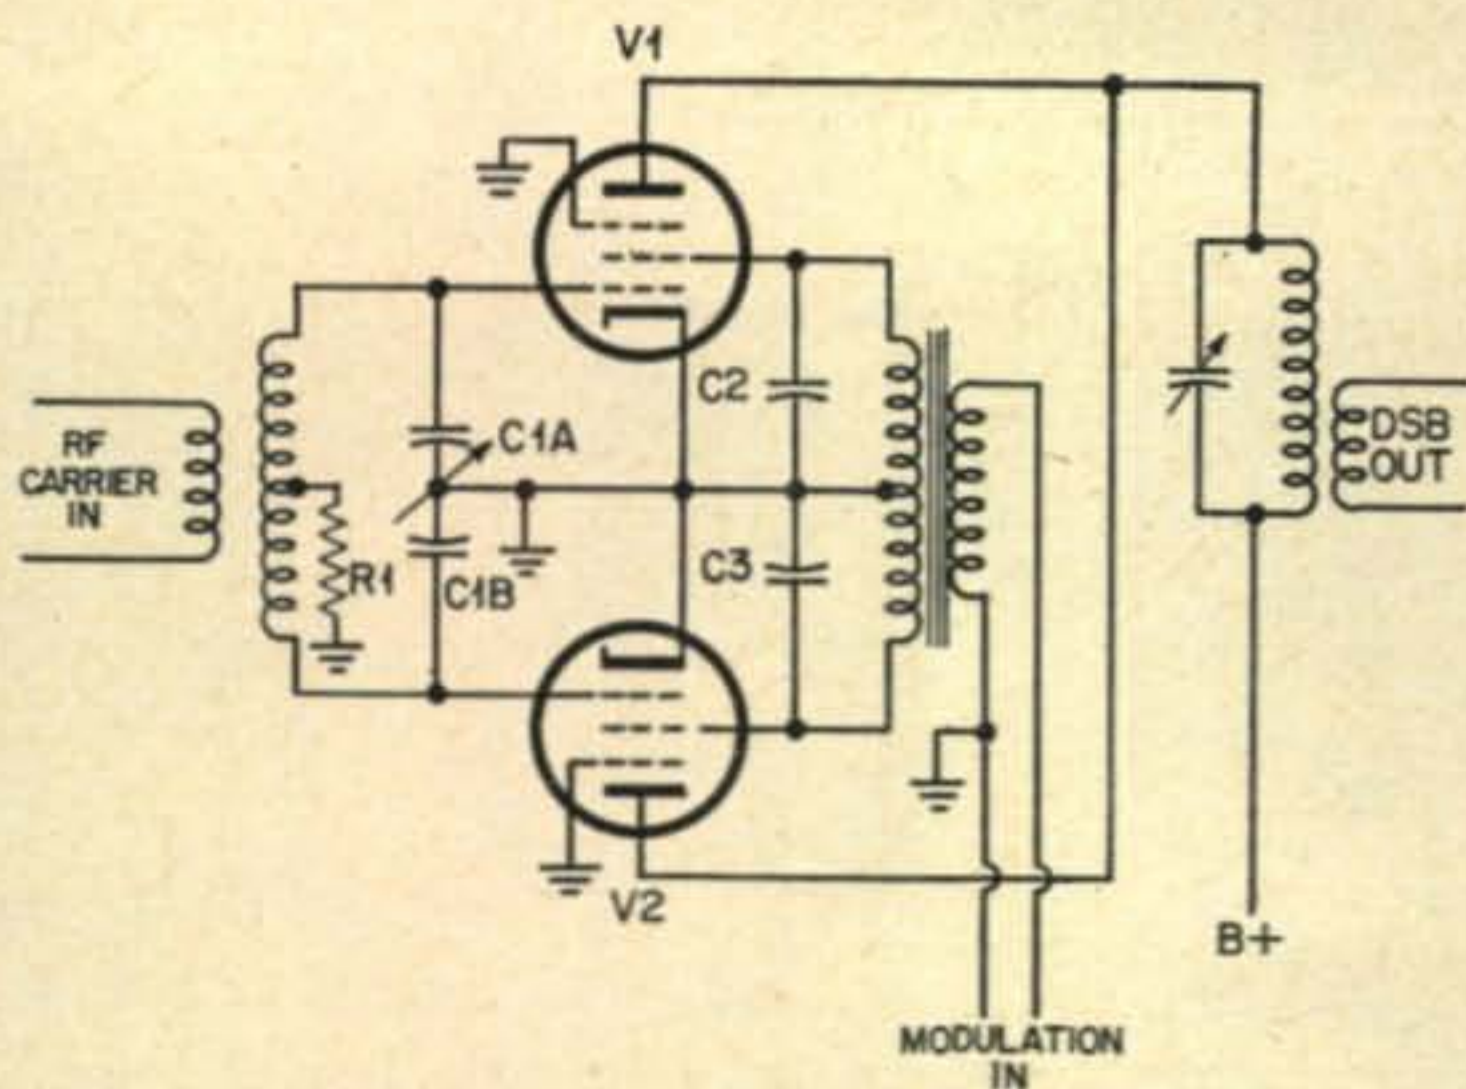 V1
RF
CARRIER
IN
C1A
R1
C1B
C2
C3
DSB
OUT
V2
B+
MODULATION
IN